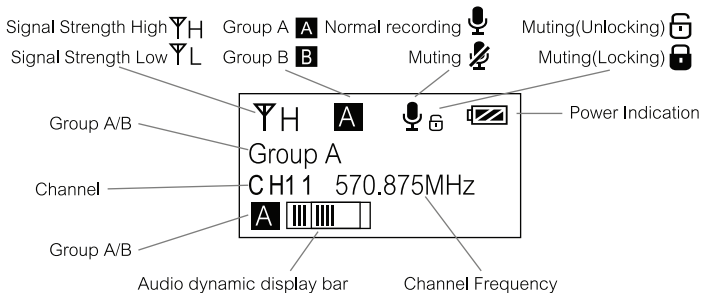 Signal Strength High H Group A A Normal recording Muting(Unlocking)
Signal Strength Low L Group B B Muting Muting(Locking)
H A Power Indication
Group A/B
Group A
Channel CH11 570.875MHz
A
Group A/B
Audio dynamic display bar Channel Frequency